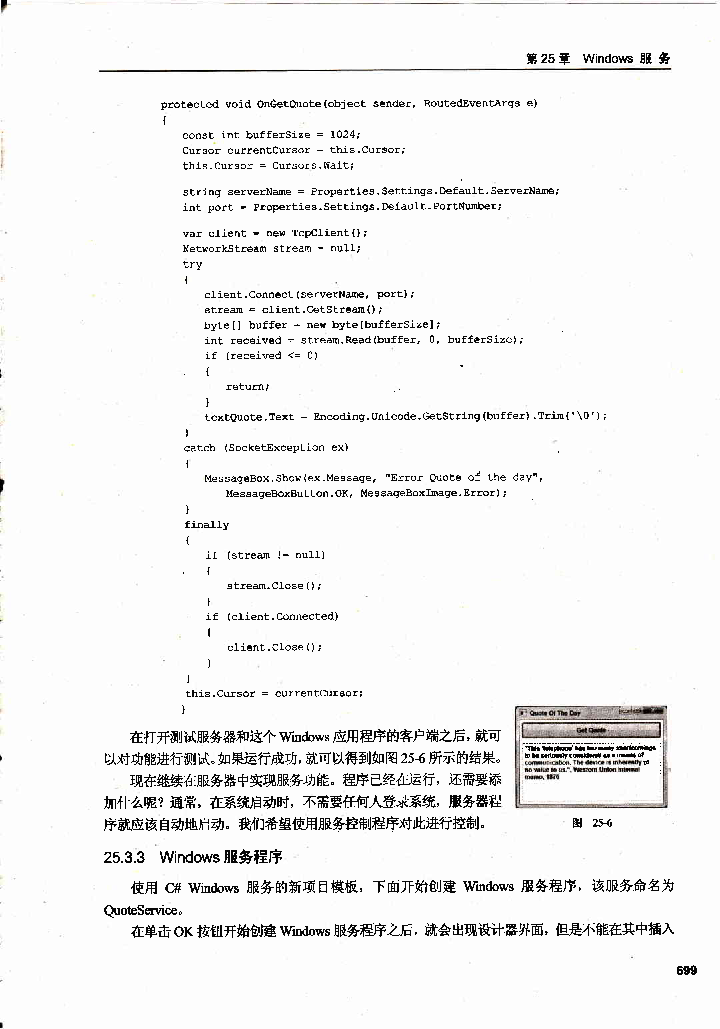 第 25 章 Windows 服 务
protected void OnGetQuote(object sender, RoutedEventArgs e)
{
const int bufferSize = 1024;
Cursor currentCursor = this.Cursor;
this.Cursor = Cursors.Wait;
string serverName = Properties.Settings.Default.ServerName;
int port = Properties.Settings.Default.PortNumber;
var client = new TcpClient();
NetworkStream stream = null;
try
{
client.Connect(serverName, port);
stream = client.GetStream();
byte[] buffer = new byte[bufferSize];
int received = stream.Read(buffer, 0, bufferSize);
if (received <= 0)
{
return;
}
textQuote.Text = Encoding.Unicode.GetString(buffer).Trim('\0');
}
catch (SocketException ex)
{
MessageBox.Show(ex.Message, "Error Quote of the day",
MessageBoxButton.OK, MessageBoxImage.Error);
}
finally
{
if (stream != null)
{
stream.Close();
}
if (client.Connected)
{
client.Close();
}
}
this.Cursor = currentCursor;
}
在打开测试服务器和这个 Windows 应用程序的客户端之后，就可
以对功能进行测试。如果运行成功，就可以得到如图 25-6 所示的结果。
现在继续在服务器中实现服务功能。程序已经在运行，还需要添
加什么呢？通常，在系统启动时，不需要任何人登录系统，服务器程
序就应该自动地启动。我们希望使用服务控制程序对此进行控制。
Quote Of The Day
Get Quote
"This 'telephone' has too many shortcomings
to be seriously considered as a means of
communication. The device is inherently of
no value to us.", Western Union internal
memo, 1876
图 25-6
25.3.3 Windows 服务程序
使用 C# Windows 服务的新项目模板，下面开始创建 Windows 服务程序，该服务命名为
QuoteService。
在单击 OK 按钮开始创建 Windows 服务程序之后，就会出现设计器界面，但是不能在其中插入
699